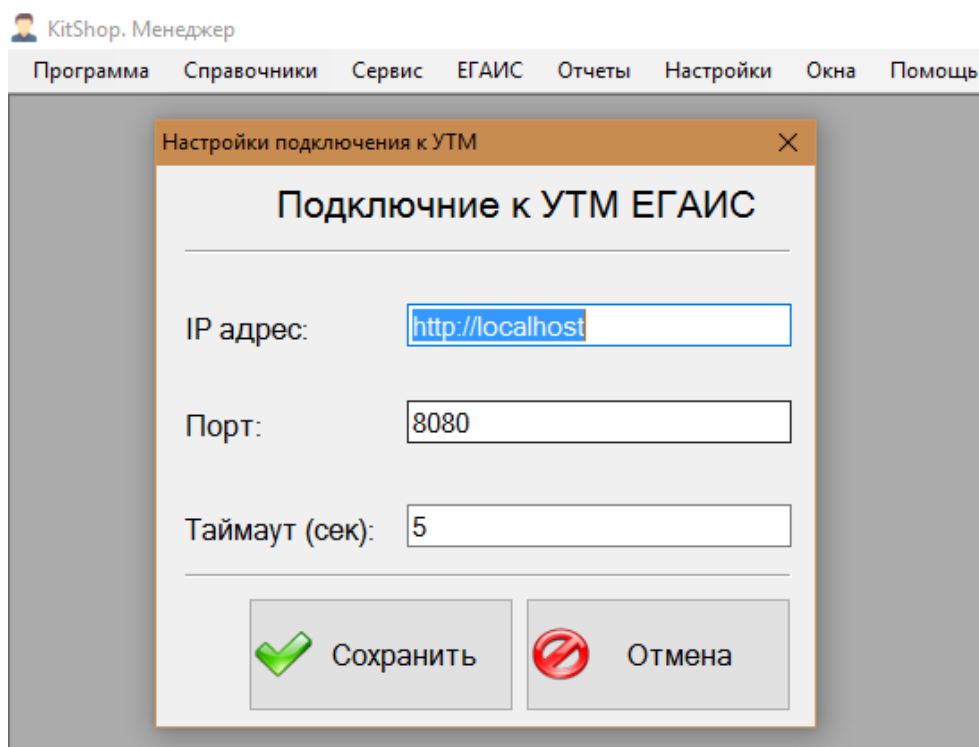 KitShop. Менеджер
Программа Справочники Сервис ЕГАИС Отчеты Настройки Окна Помощь
Настройки подключения к УТМ
Подключние к УТМ ЕГАИС
IP адрес: http://localhost
Порт: 8080
Таймаут (сек): 5
Сохранить Отмена